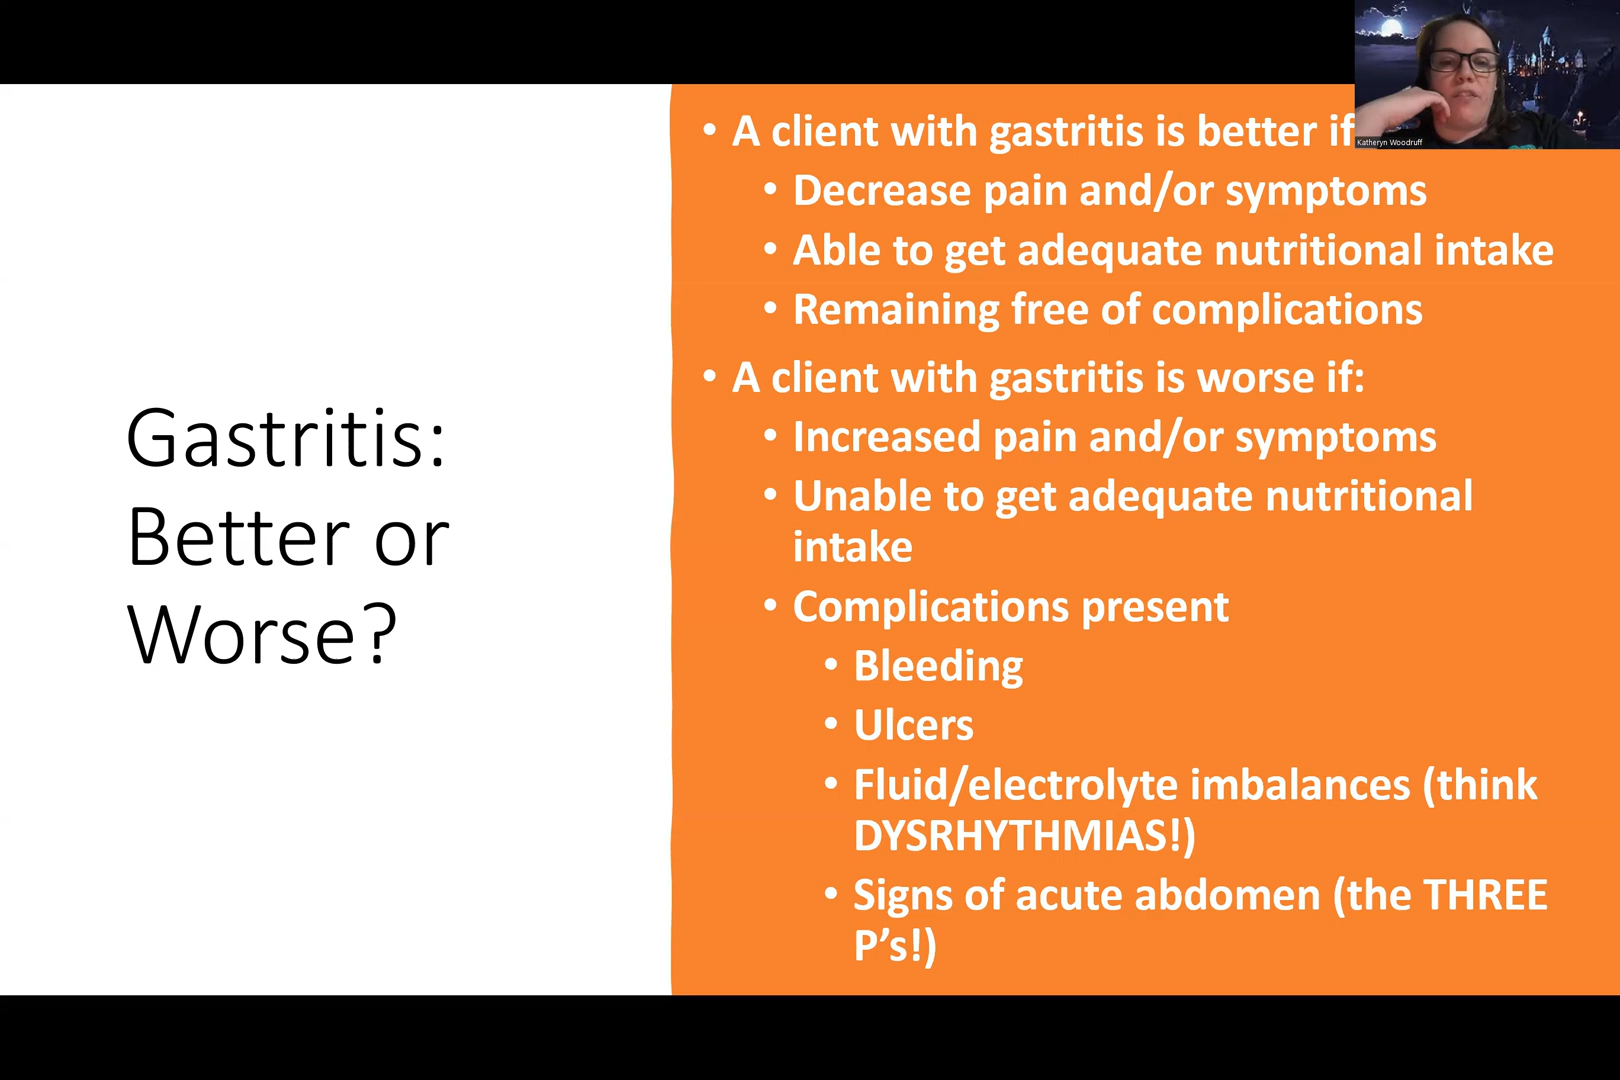 Gastritis:
Better or
Worse?
• A client with gastritis is better if
• Decrease pain and/or symptoms
• Able to get adequate nutritional intake
• Remaining free of complications
• A client with gastritis is worse if:
• Increased pain and/or symptoms
• Unable to get adequate nutritional
intake
• Complications present
• Bleeding
• Ulcers
• Fluid/electrolyte imbalances (think
DYSRHYTHMIAS!)
• Signs of acute abdomen (the THREE
P’s!)
Katheryn Woodruff